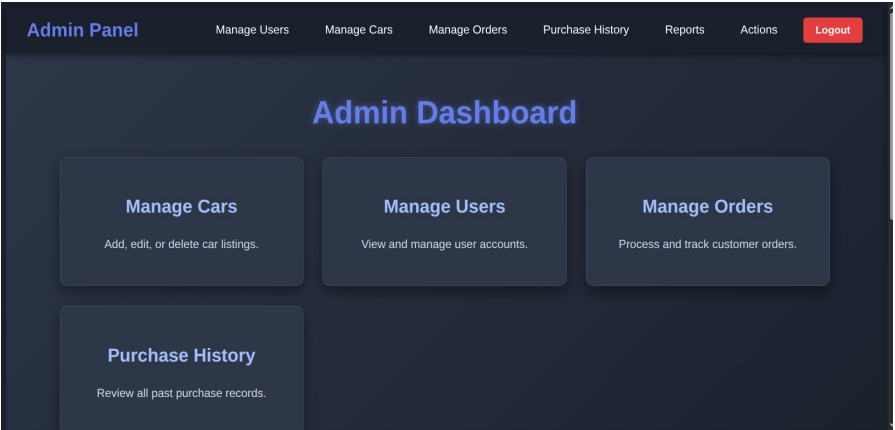 Admin Panel Manage Users Manage Cars Manage Orders Purchase History Reports Actions Logout
Admin Dashboard
Manage Cars
Add, edit, or delete car listings.
Manage Users
View and manage user accounts.
Manage Orders
Process and track customer orders.
Purchase History
Review all past purchase records.